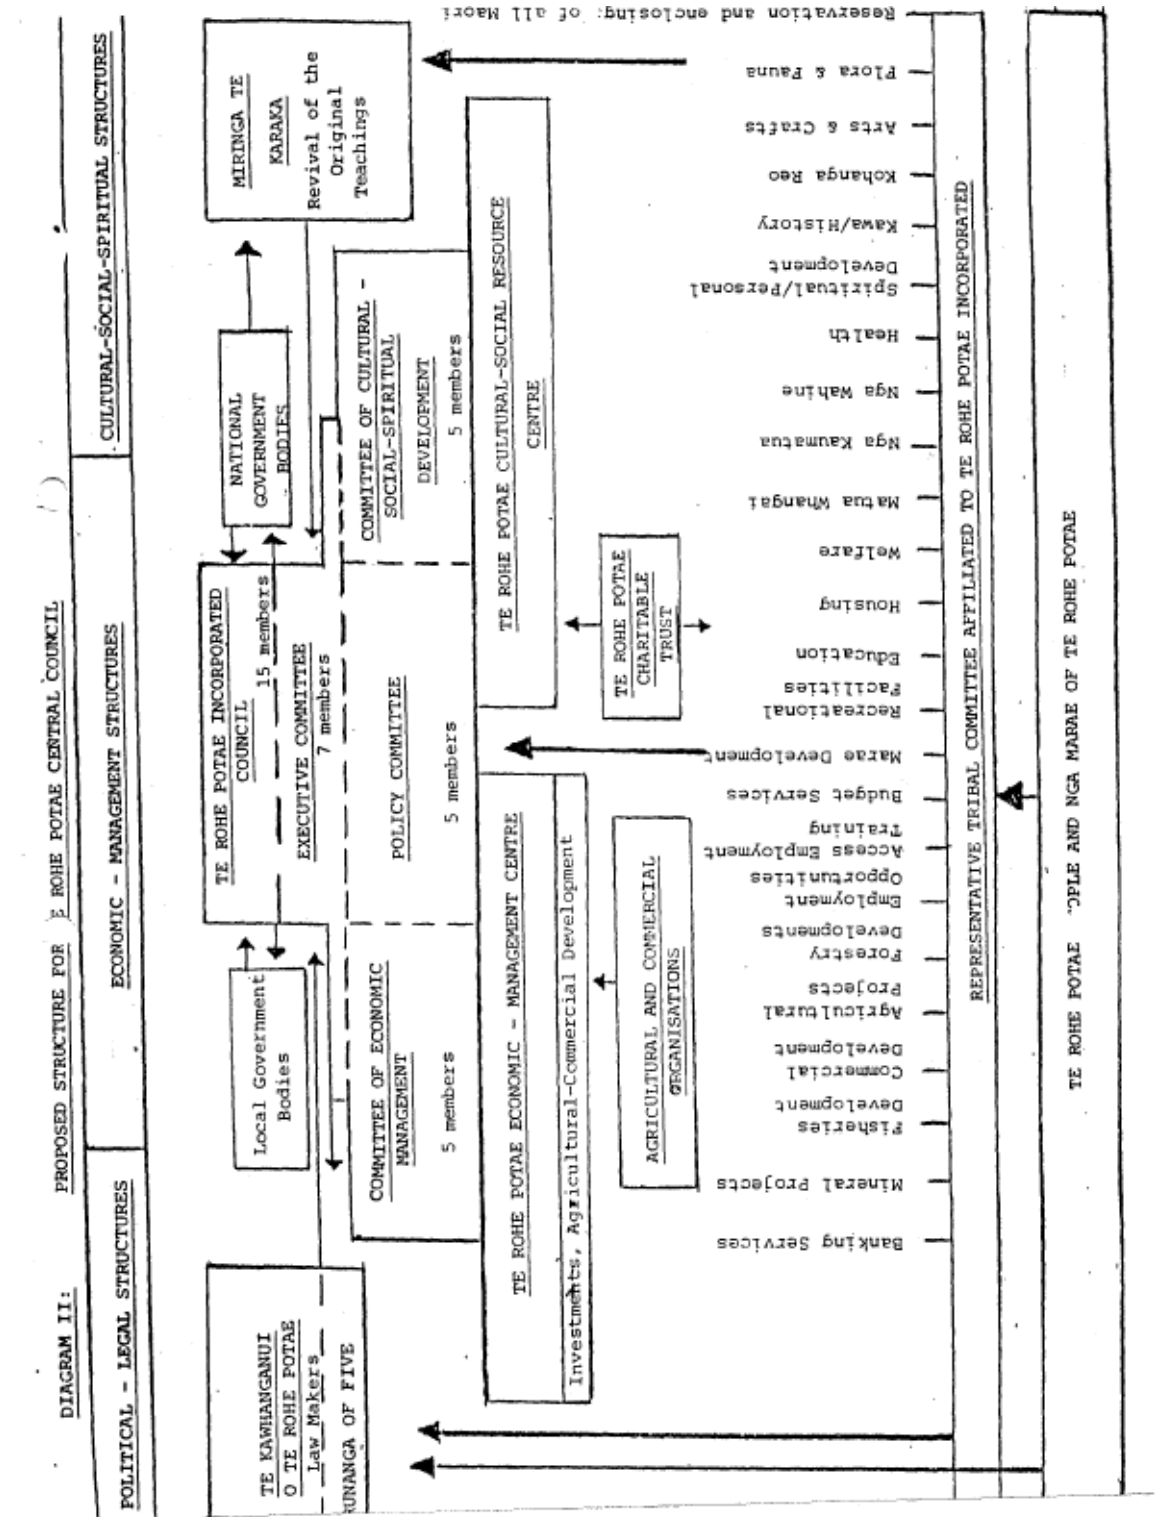 DIAGRAM II: PROPOSED STRUCTURE FOR E ROHE POTAE CENTRAL COUNCIL
POLITICAL - LEGAL STRUCTURES
ECONOMIC - MANAGEMENT STRUCTURES
CULTURAL-SOCIAL-SPIRITUAL STRUCTURES
TE KAWHANGANUI
O TE ROHE POTAE
Law Makers
RUNANGA OF FIVE
Local Government
Bodies
TE ROHE POTAE INCORPORATED
COUNCIL
15 members
EXECUTIVE COMMITTEE
7 members
NATIONAL
GOVERNMENT
BODIES
MIRINGA TE
KARAKA
Revival of the
Original
Teachings
COMMITTEE OF ECONOMIC
MANAGEMENT
5 members
POLICY COMMITTEE
5 members
COMMITTEE OF CULTURAL -
SOCIAL-SPIRITUAL
DEVELOPMENT
5 members
TE ROHE POTAE ECONOMIC - MANAGEMENT CENTRE
Investments, Agricultural-Commercial Development
TE ROHE POTAE CULTURAL-SOCIAL RESOURCE
CENTRE
AGRICULTURAL AND COMMERCIAL
ORGANISATIONS
TE ROHE POTAE
CHARITABLE
TRUST
Banking Services
Mineral Projects
Fisheries
Development
Commercial
Development
Agricultural
Projects
Forestry
Developments
Employment
Opportunities
Access Employment
Training
Budget Services
Marae Development
Recreational
Facilities
Education
Housing
Welfare
Matua Whangai
Nga Kaumatua
Nga Wahine
Health
Spiritual/Personal
Development
Kawa/History
Kohanga Reo
Arts & Crafts
Flora & Fauna
Reservation and enclosing; of all Maori
REPRESENTATIVE TRIBAL COMMITTEE AFFILIATED TO TE ROHE POTAE INCORPORATED
TE ROHE POTAE OPLE AND NGA MARAE OF TE ROHE POTAE